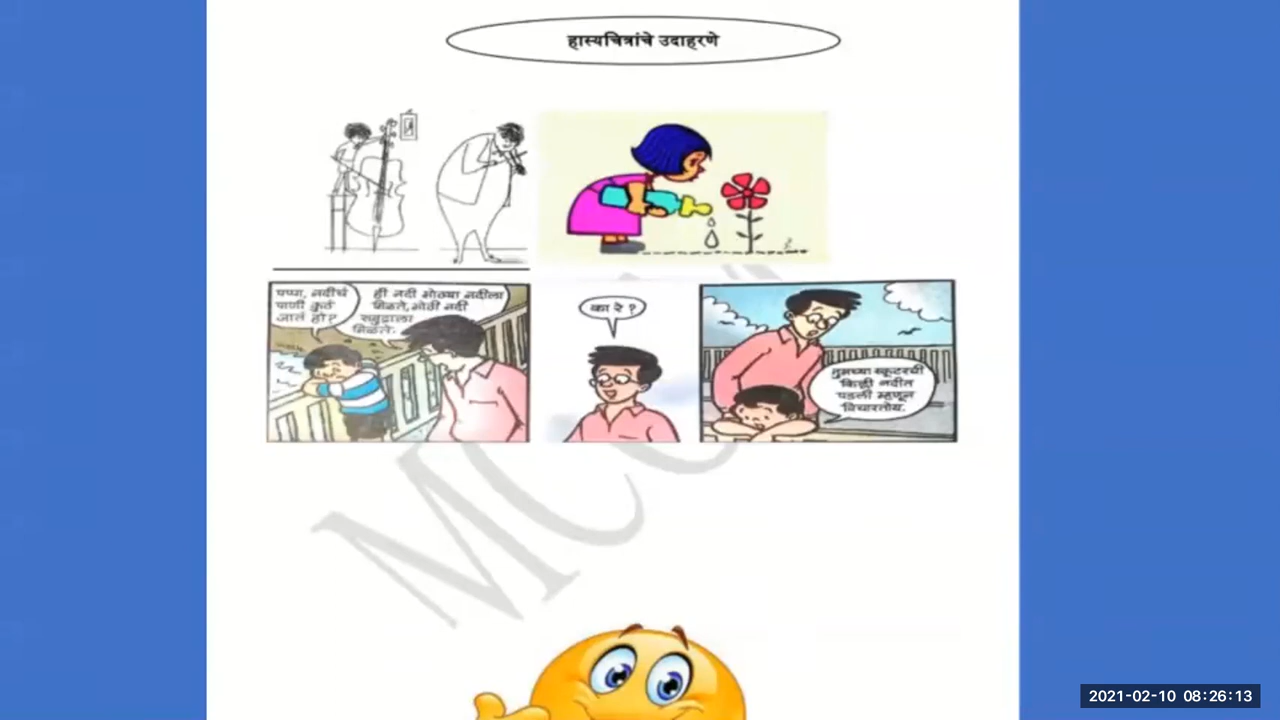 हास्यचित्रांचे उदाहरणे
पप्पा, नदीचं
पाणी कुठं
जातं हो?
ही नदी मोठ्या नदीला
मिळते, मोठी नदी
समुद्राला
मिळते.
का रे?
तुमच्या स्कूटरची
किल्ली नदीत
पडली म्हणून
विचारतोय.
2021-02-10 08:26:13